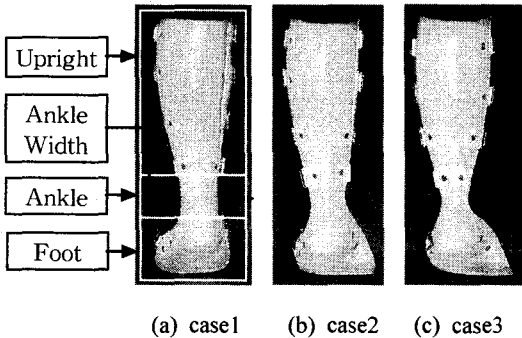 Upright
Ankle
Width
Ankle
Foot
(a) case1
(b) case2
(c) case3